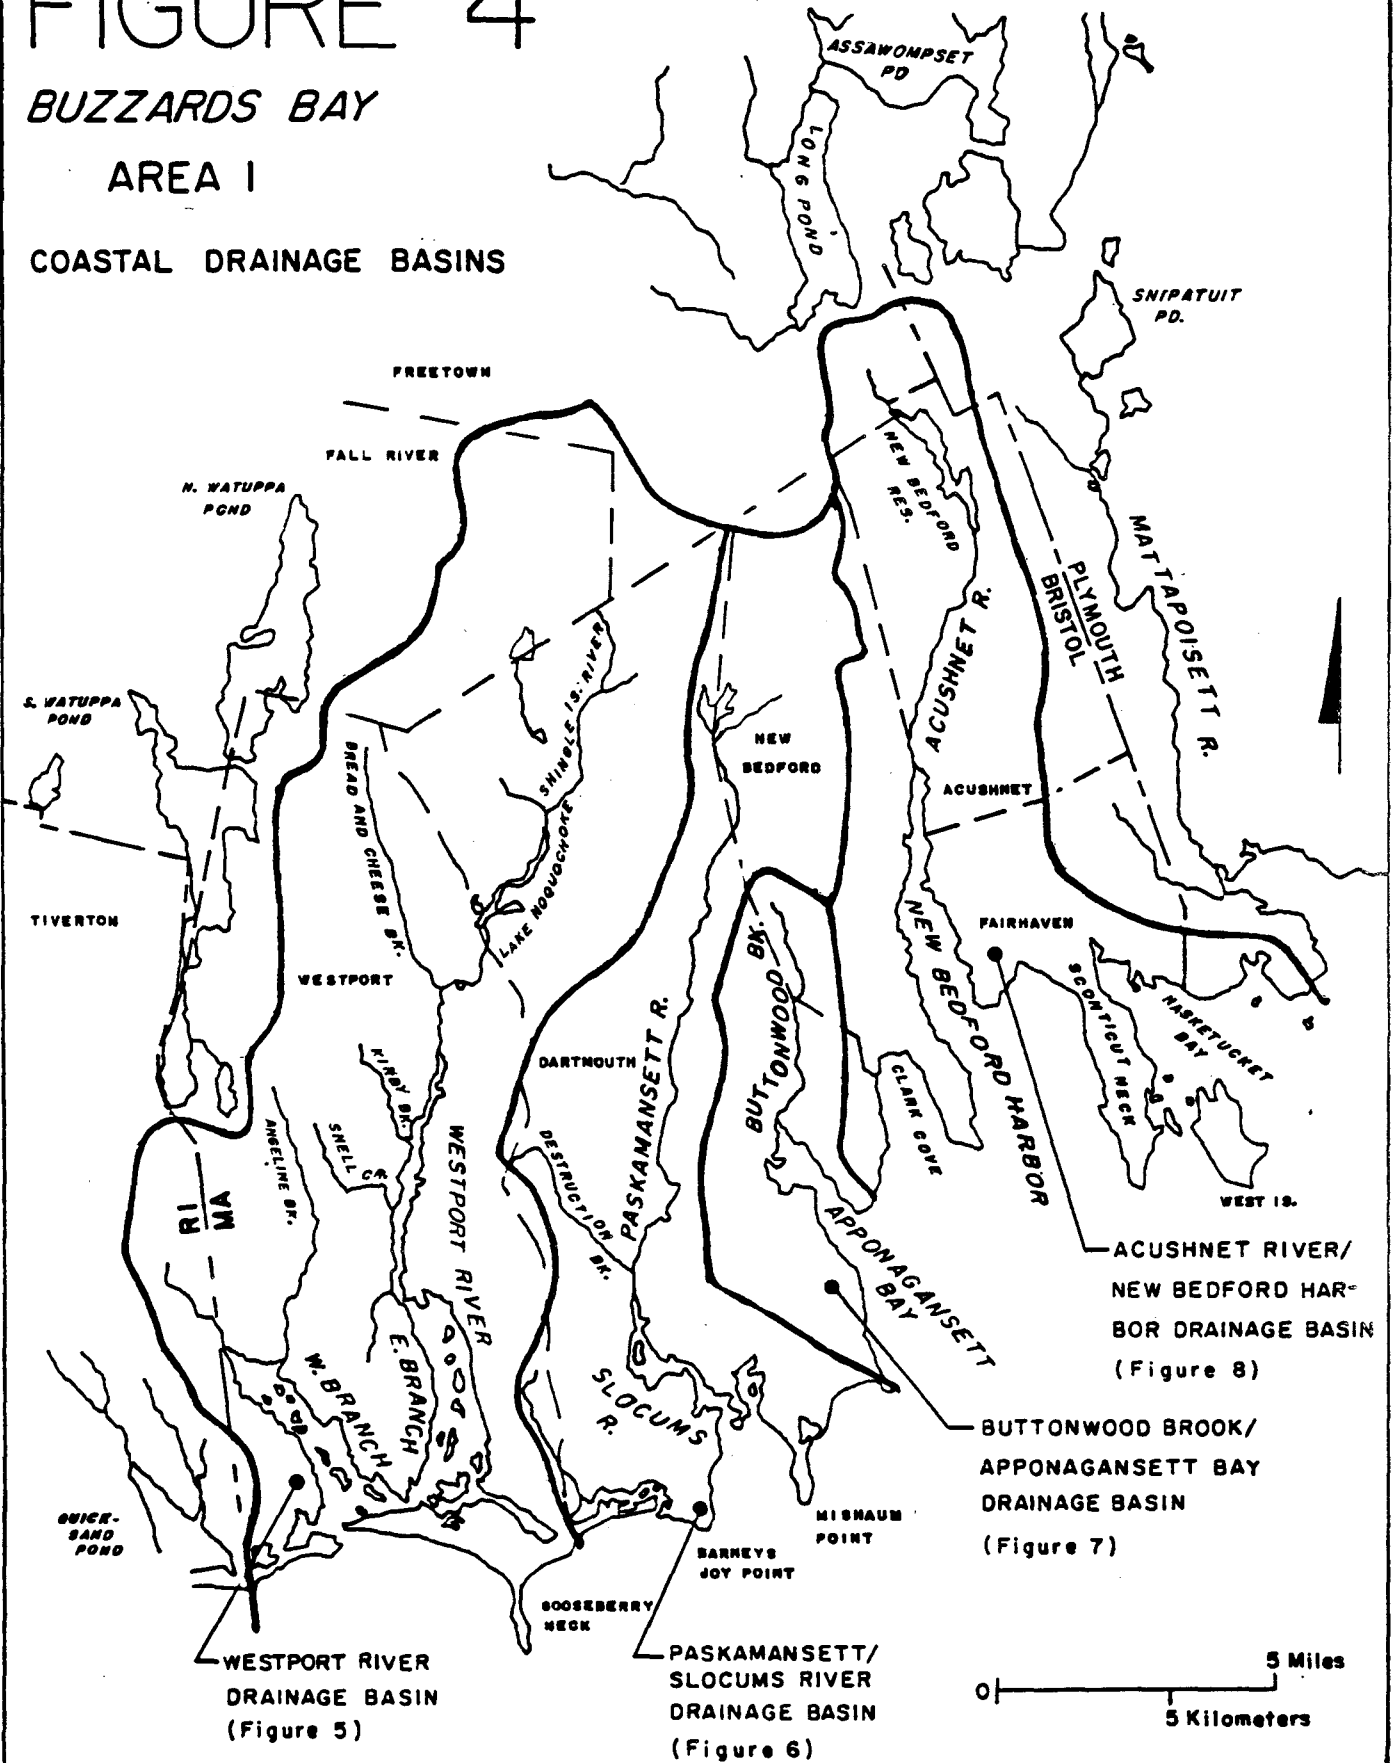 FIGURE 4
BUZZARDS BAY
AREA I
COASTAL DRAINAGE BASINS
ASSAWOMPSET
PD
LONG POND
SNIPATUIT
PD.
FREETOWN
FALL RIVER
N. WATUPPA
POND
S. WATUPPA
POND
NEW BEDFORD
RES.
MATTAPOISETT R.
PLYMOUTH
BRISTOL
ACUSHNET R.
SHINGLE IS. RIVER
BREAD AND CHEESE BK.
LAKE NOQUOCHOKE
NEW
BEDFORD
ACUSHNET
TIVERTON
WESTPORT
FAIRHAVEN
BUTTONWOOD BK.
NEW BEDFORD HARBOR
SCONTICUT NECK
NASKETUCKET
BAY
DARTMOUTH
PASKAMANSETT R.
KIRBY BK.
SNELL CR.
ANGELINE BK.
WESTPORT RIVER
DESTRUCTION BK.
CLARK COVE
WEST IS.
RI
MA
APPONAGANSETT
BAY
W. BRANCH
E. BRANCH
SLOCUMS
R.
ACUSHNET RIVER/
NEW BEDFORD HAR-
BOR DRAINAGE BASIN
(Figure 8)
BUTTONWOOD BROOK/
APPONAGANSETT BAY
DRAINAGE BASIN
(Figure 7)
QUICK-
SAND
POND
MISHAUM
POINT
BARNEYS
JOY POINT
GOOSEBERRY
NECK
WESTPORT RIVER
DRAINAGE BASIN
(Figure 5)
PASKAMANSETT/
SLOCUMS RIVER
DRAINAGE BASIN
(Figure 6)
5 Miles
0
5 Kilometers